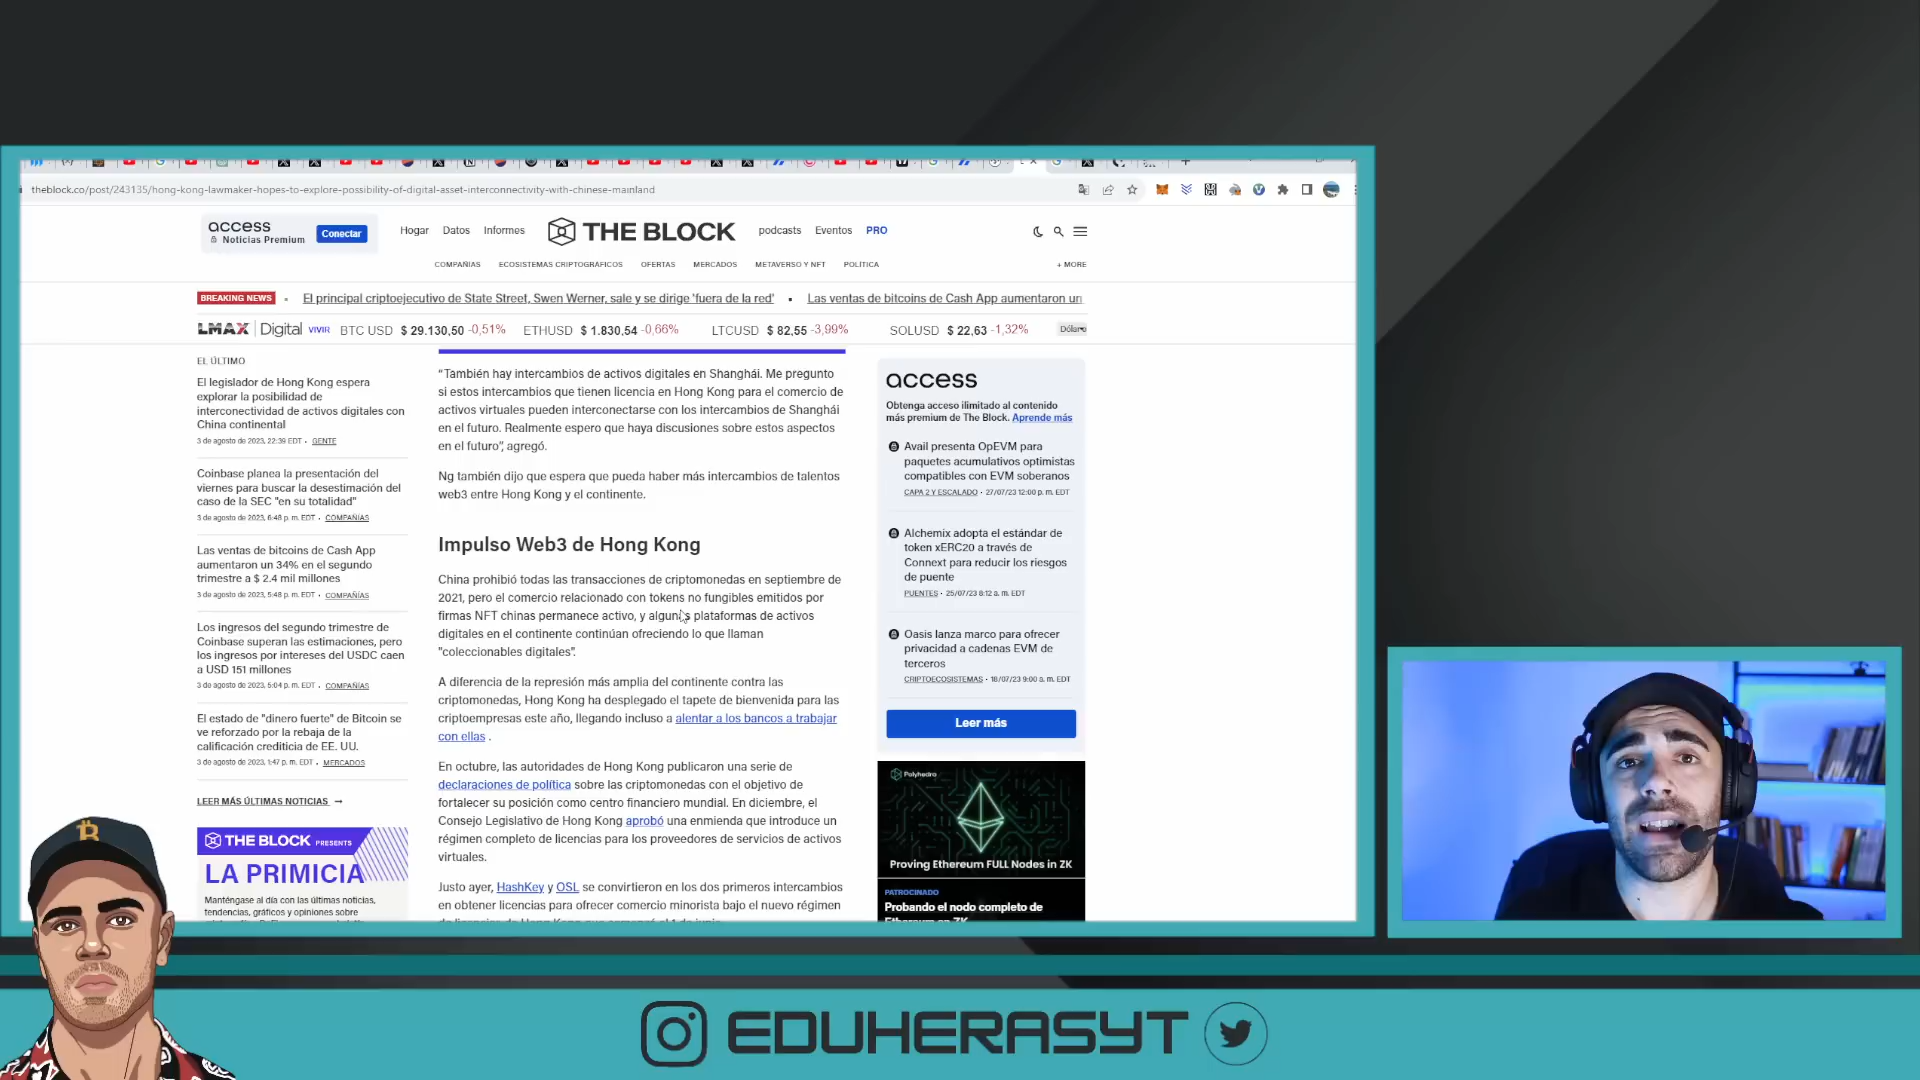 theblock.co/post/243135/hong-kong-lawmaker-hopes-to-explore-possibility-of-digital-asset-interconnectivity-with-chinese-mainland
access
Noticias Premium
Conectar
Hogar
Datos
Informes
THE BLOCK
podcasts
Eventos
PRO
COMPAÑÍAS
ECOSISTEMAS CRIPTOGRÁFICOS
OFERTAS
MERCADOS
METAVERSO Y NFT
POLÍTICA
+ MORE
BREAKING NEWS
El principal criptoejecutivo de State Street, Swen Werner, sale y se dirige 'fuera de la red'
Las ventas de bitcoins de Cash App aumentaron un
LMAX Digital VIVIR
BTC USD $ 29.130,50 -0,51%
ETHUSD $ 1.830,54 -0,66%
LTCUSD $ 82,55 -3,99%
SOLUSD $ 22,63 -1,32%
EL ÚLTIMO
El legislador de Hong Kong espera
explorar la posibilidad de
interconectividad de activos digitales con
China continental
3 de agosto de 2023, 22:39 EDT • GENTE
Coinbase planea la presentación del
viernes para buscar la desestimación del
caso de la SEC "en su totalidad"
3 de agosto de 2023, 6:48 p. m. EDT • COMPAÑÍAS
Las ventas de bitcoins de Cash App
aumentaron un 34% en el segundo
trimestre a $ 2.4 mil millones
3 de agosto de 2023, 5:48 p. m. EDT • COMPAÑÍAS
Los ingresos del segundo trimestre de
Coinbase superan las estimaciones, pero
los ingresos por intereses del USDC caen
a USD 151 millones
3 de agosto de 2023, 5:04 p. m. EDT • COMPAÑÍAS
El estado de "dinero fuerte" de Bitcoin se
ve reforzado por la rebaja de la
calificación crediticia de EE. UU.
3 de agosto de 2023, 1:47 p. m. EDT • MERCADOS
LEER MÁS ÚLTIMAS NOTICIAS →
THE BLOCK PRESENTS
LA PRIMICIA
Manténgase al día con las últimas noticias,
tendencias, gráficos y opiniones sobre
“También hay intercambios de activos digitales en Shanghái. Me pregunto
si estos intercambios que tienen licencia en Hong Kong para el comercio de
activos virtuales pueden interconectarse con los intercambios de Shanghái
en el futuro. Realmente espero que haya discusiones sobre estos aspectos
en el futuro”, agregó.
Ng también dijo que espera que pueda haber más intercambios de talentos
web3 entre Hong Kong y el continente.
Impulso Web3 de Hong Kong
China prohibió todas las transacciones de criptomonedas en septiembre de
2021, pero el comercio relacionado con tokens no fungibles emitidos por
firmas NFT chinas permanece activo, y algunas plataformas de activos
digitales en el continente continúan ofreciendo lo que llaman
"coleccionables digitales".
A diferencia de la represión más amplia del continente contra las
criptomonedas, Hong Kong ha desplegado el tapete de bienvenida para las
criptoempresas este año, llegando incluso a alentar a los bancos a trabajar
con ellas .
En octubre, las autoridades de Hong Kong publicaron una serie de
declaraciones de política sobre las criptomonedas con el objetivo de
fortalecer su posición como centro financiero mundial. En diciembre, el
Consejo Legislativo de Hong Kong aprobó una enmienda que introduce un
régimen completo de licencias para los proveedores de servicios de activos
virtuales.
Justo ayer, HashKey y OSL se convirtieron en los dos primeros intercambios
en obtener licencias para ofrecer comercio minorista bajo el nuevo régimen
access
Obtenga acceso ilimitado al contenido
más premium de The Block. Aprende más
Avail presenta OpEVM para
paquetes acumulativos optimistas
compatibles con EVM soberanos
CAPA 2 Y ESCALADO • 27/07/23 12:00 p. m. EDT
Alchemix adopta el estándar de
token xERC20 a través de
Connext para reducir los riesgos
de puente
PUENTES • 25/07/23 8:12 a. m. EDT
Oasis lanza marco para ofrecer
privacidad a cadenas EVM de
terceros
CRIPTOECOSISTEMAS • 18/07/23 9:00 a. m. EDT
Leer más
Polyhedra
Proving Ethereum FULL Nodes in ZK
PATROCINADO
Probando el nodo completo de
Ethereum en ZK
EDUHERASYT